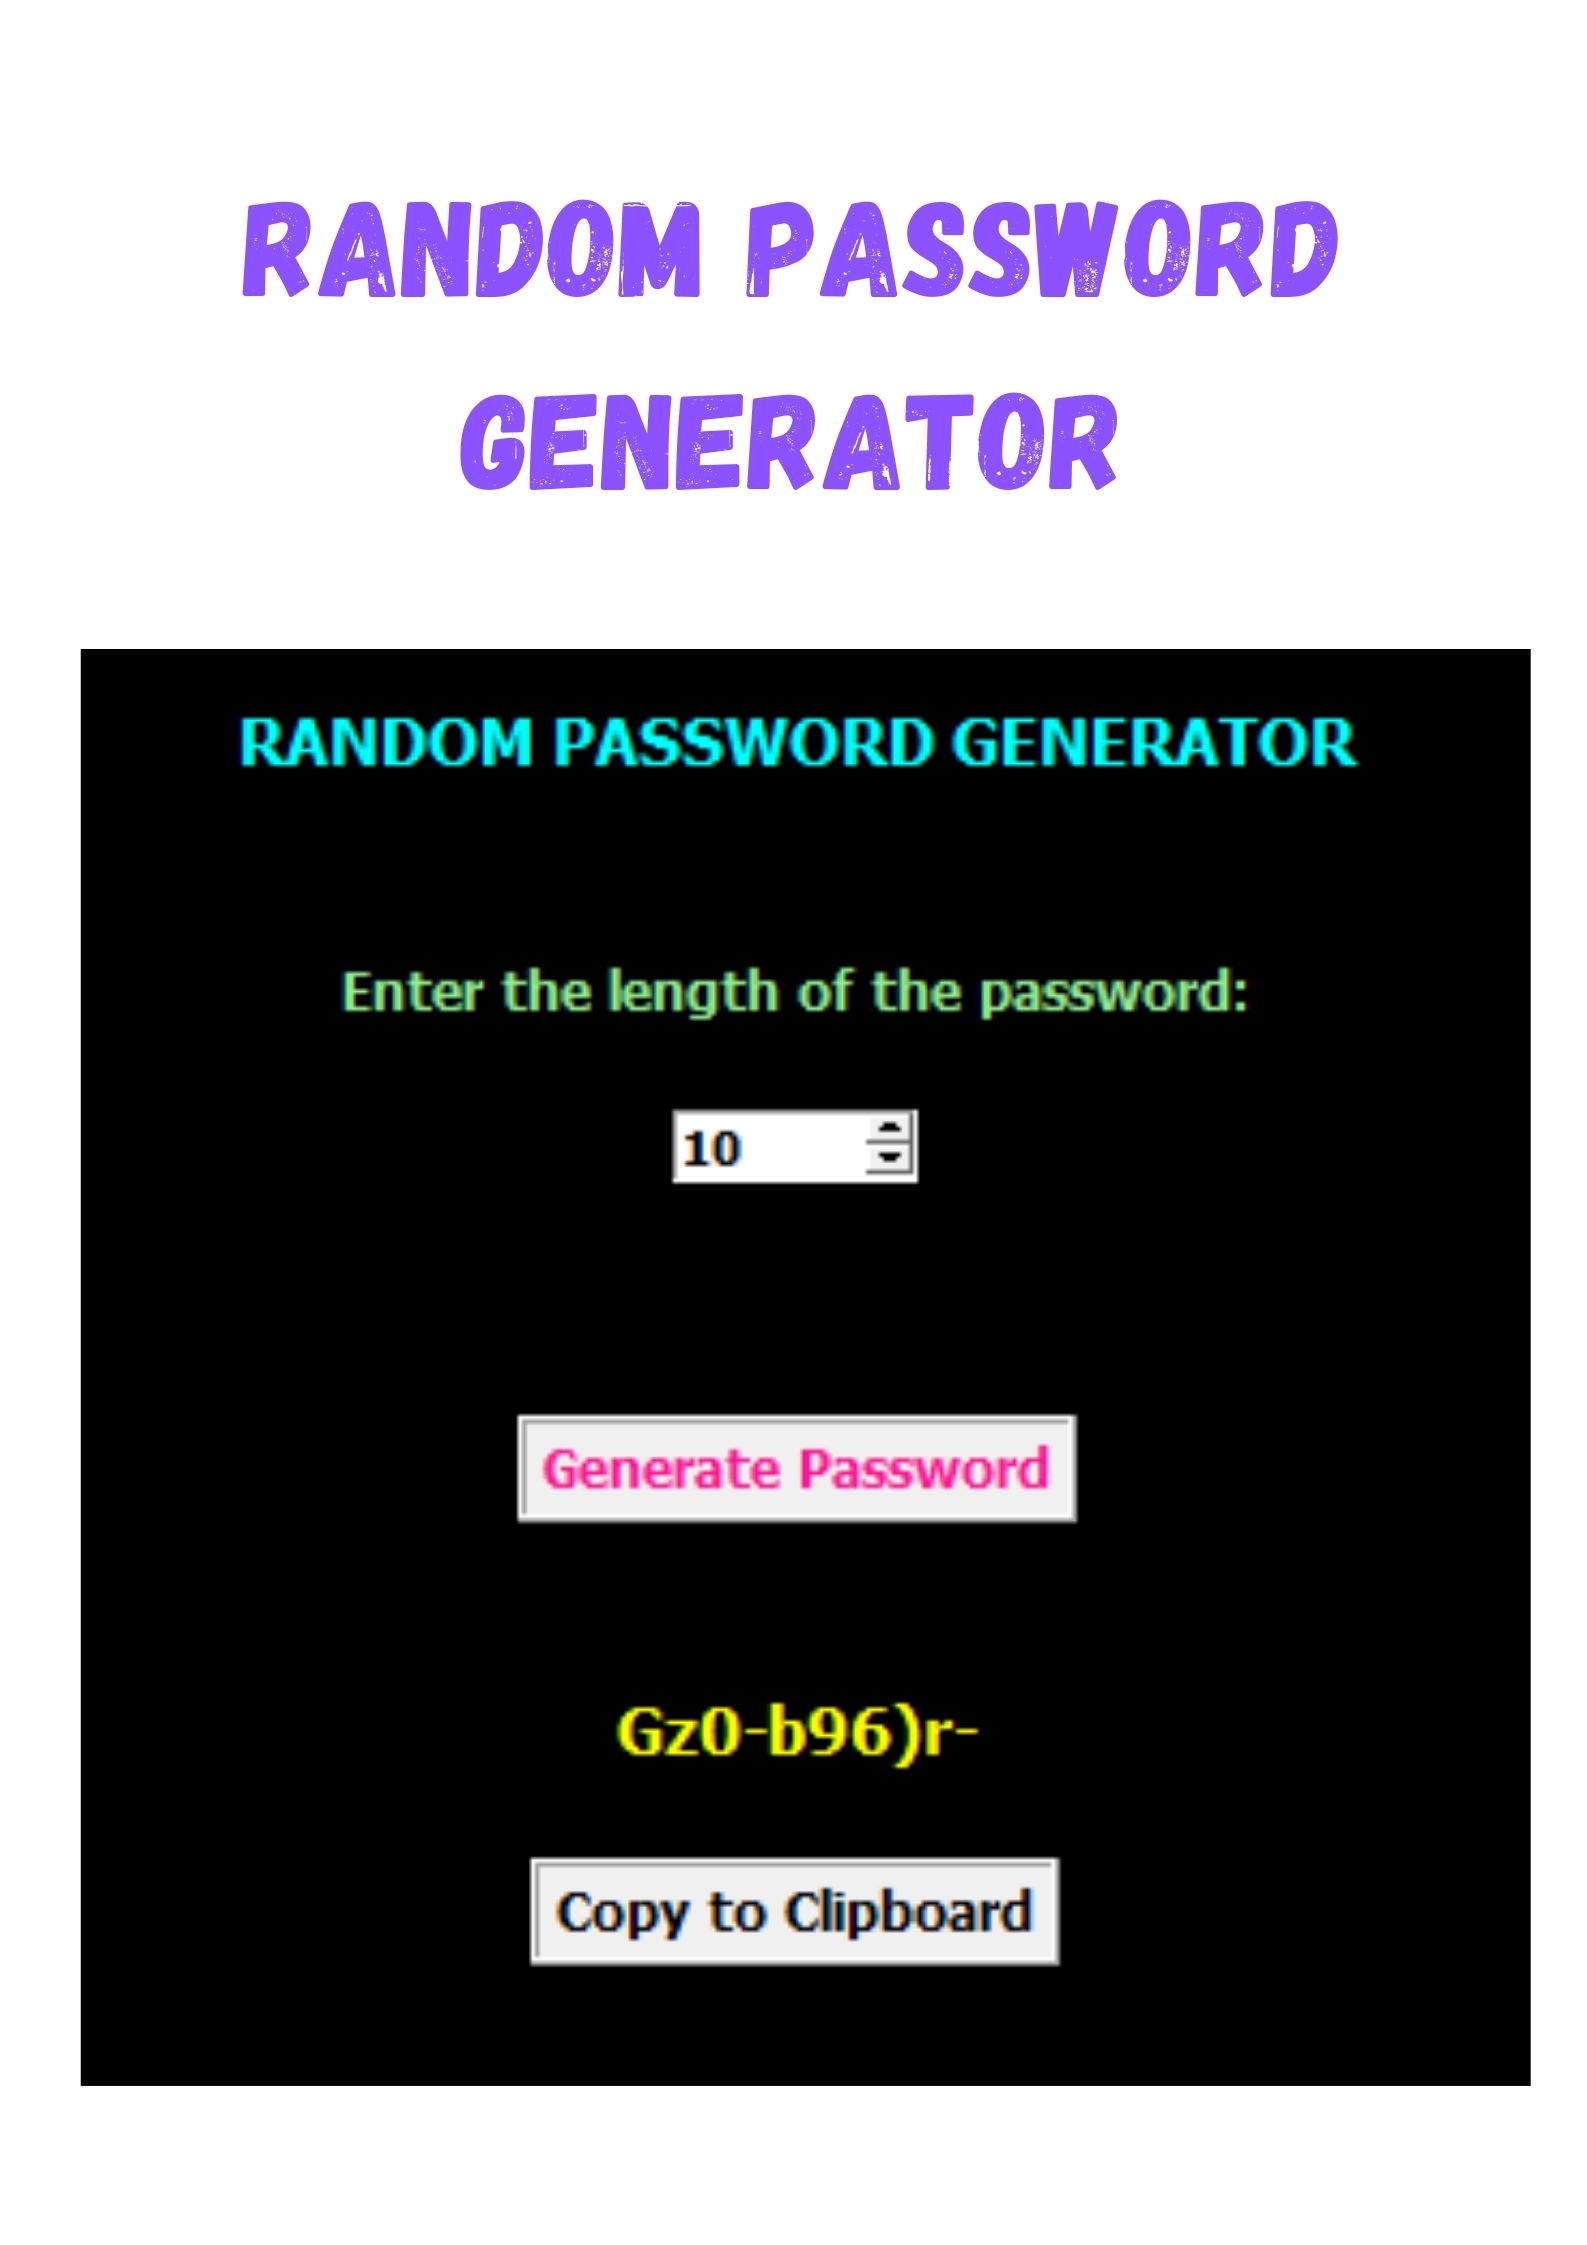 RANDOM PASSWORD
GENERATOR
RANDOM PASSWORD GENERATOR
Enter the length of the password:
10
Generate Password
Gz0-b96)r-
Copy to Clipboard